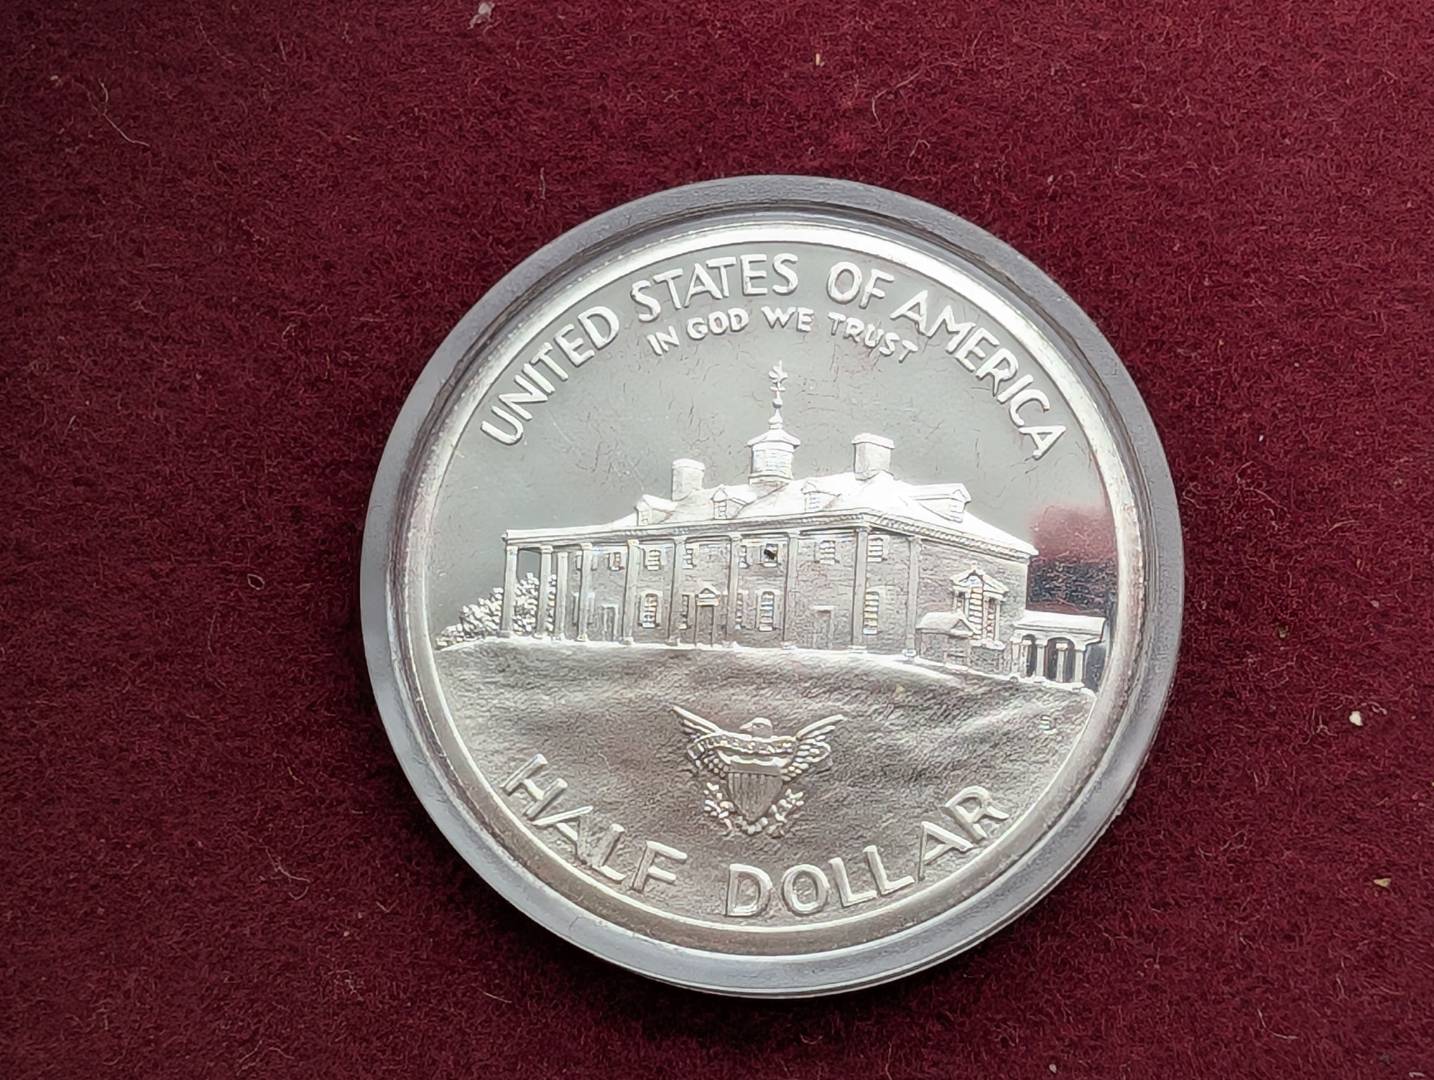 UNITED STATES OF AMERICA
IN GOD WE TRUST
S
HALF DOLLAR